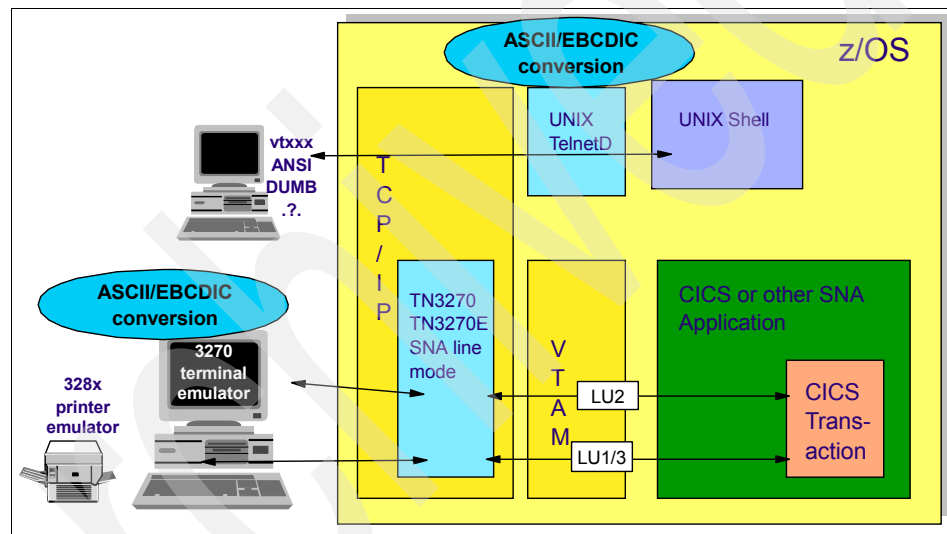 ASCII/EBCDIC
conversion
z/OS
UNIX
TelnetD
UNIX Shell
vtxxx
ANSI
DUMB
.?.
T
C
P
/
I
P
ASCII/EBCDIC
conversion
3270
terminal
emulator
328x
printer
emulator
TN3270
TN3270E
SNA line
mode
V
T
A
M
LU2
LU1/3
CICS or other SNA
Application
CICS
Trans-
action